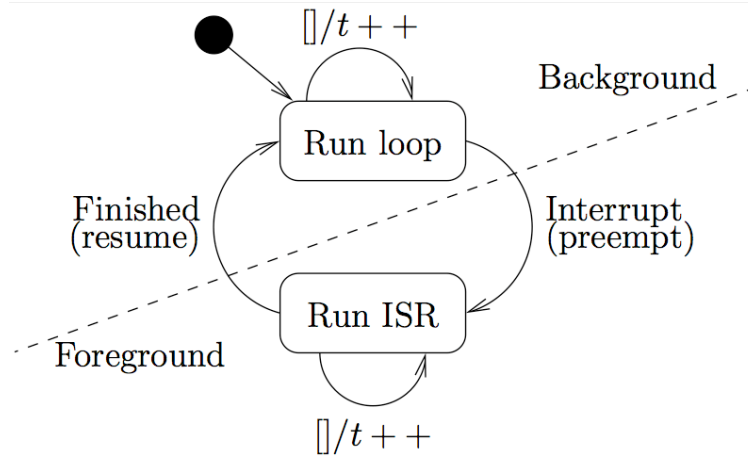 []/t + +
Background
Run loop
Finished
(resume)
Interrupt
(preempt)
Run ISR
Foreground
[]/t + +